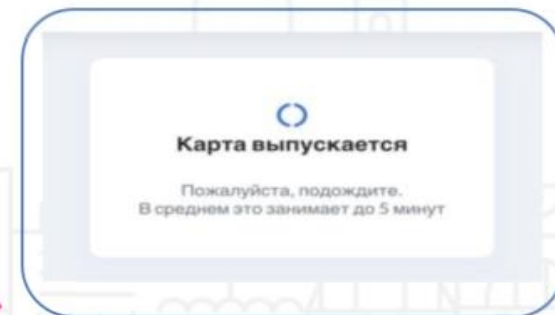 Карта выпускается
Пожалуйста, подождите.
В среднем это занимает до 5 минут